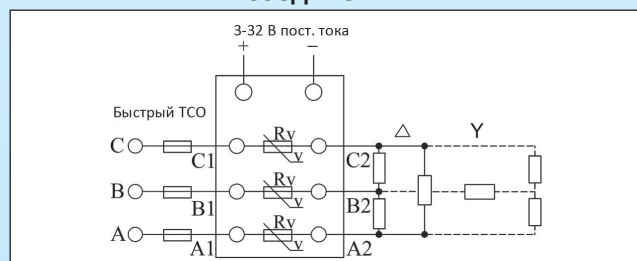 3-32 В пост. тока
+ −
Быстрый ТСО
Rv
C C1 v C2 △ Y
Rv
B B1 v B2
Rv
A A1 v A2